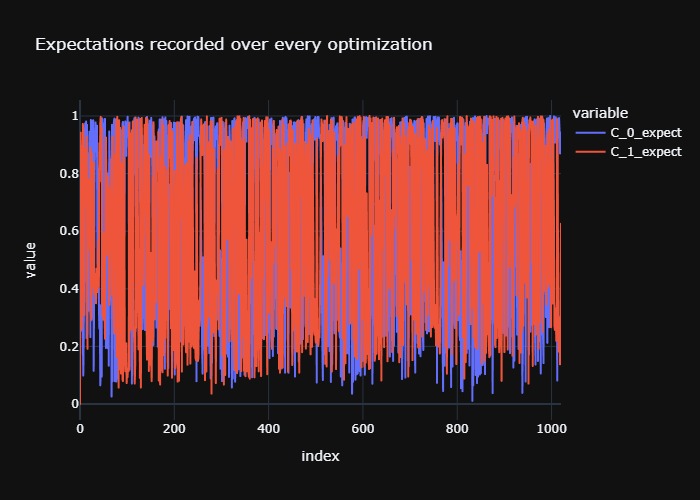 Expectations recorded over every optimization
variable
C_0_expect
C_1_expect
1
0.8
0.6
0.4
0.2
0
value
0 200 400 600 800 1000
index